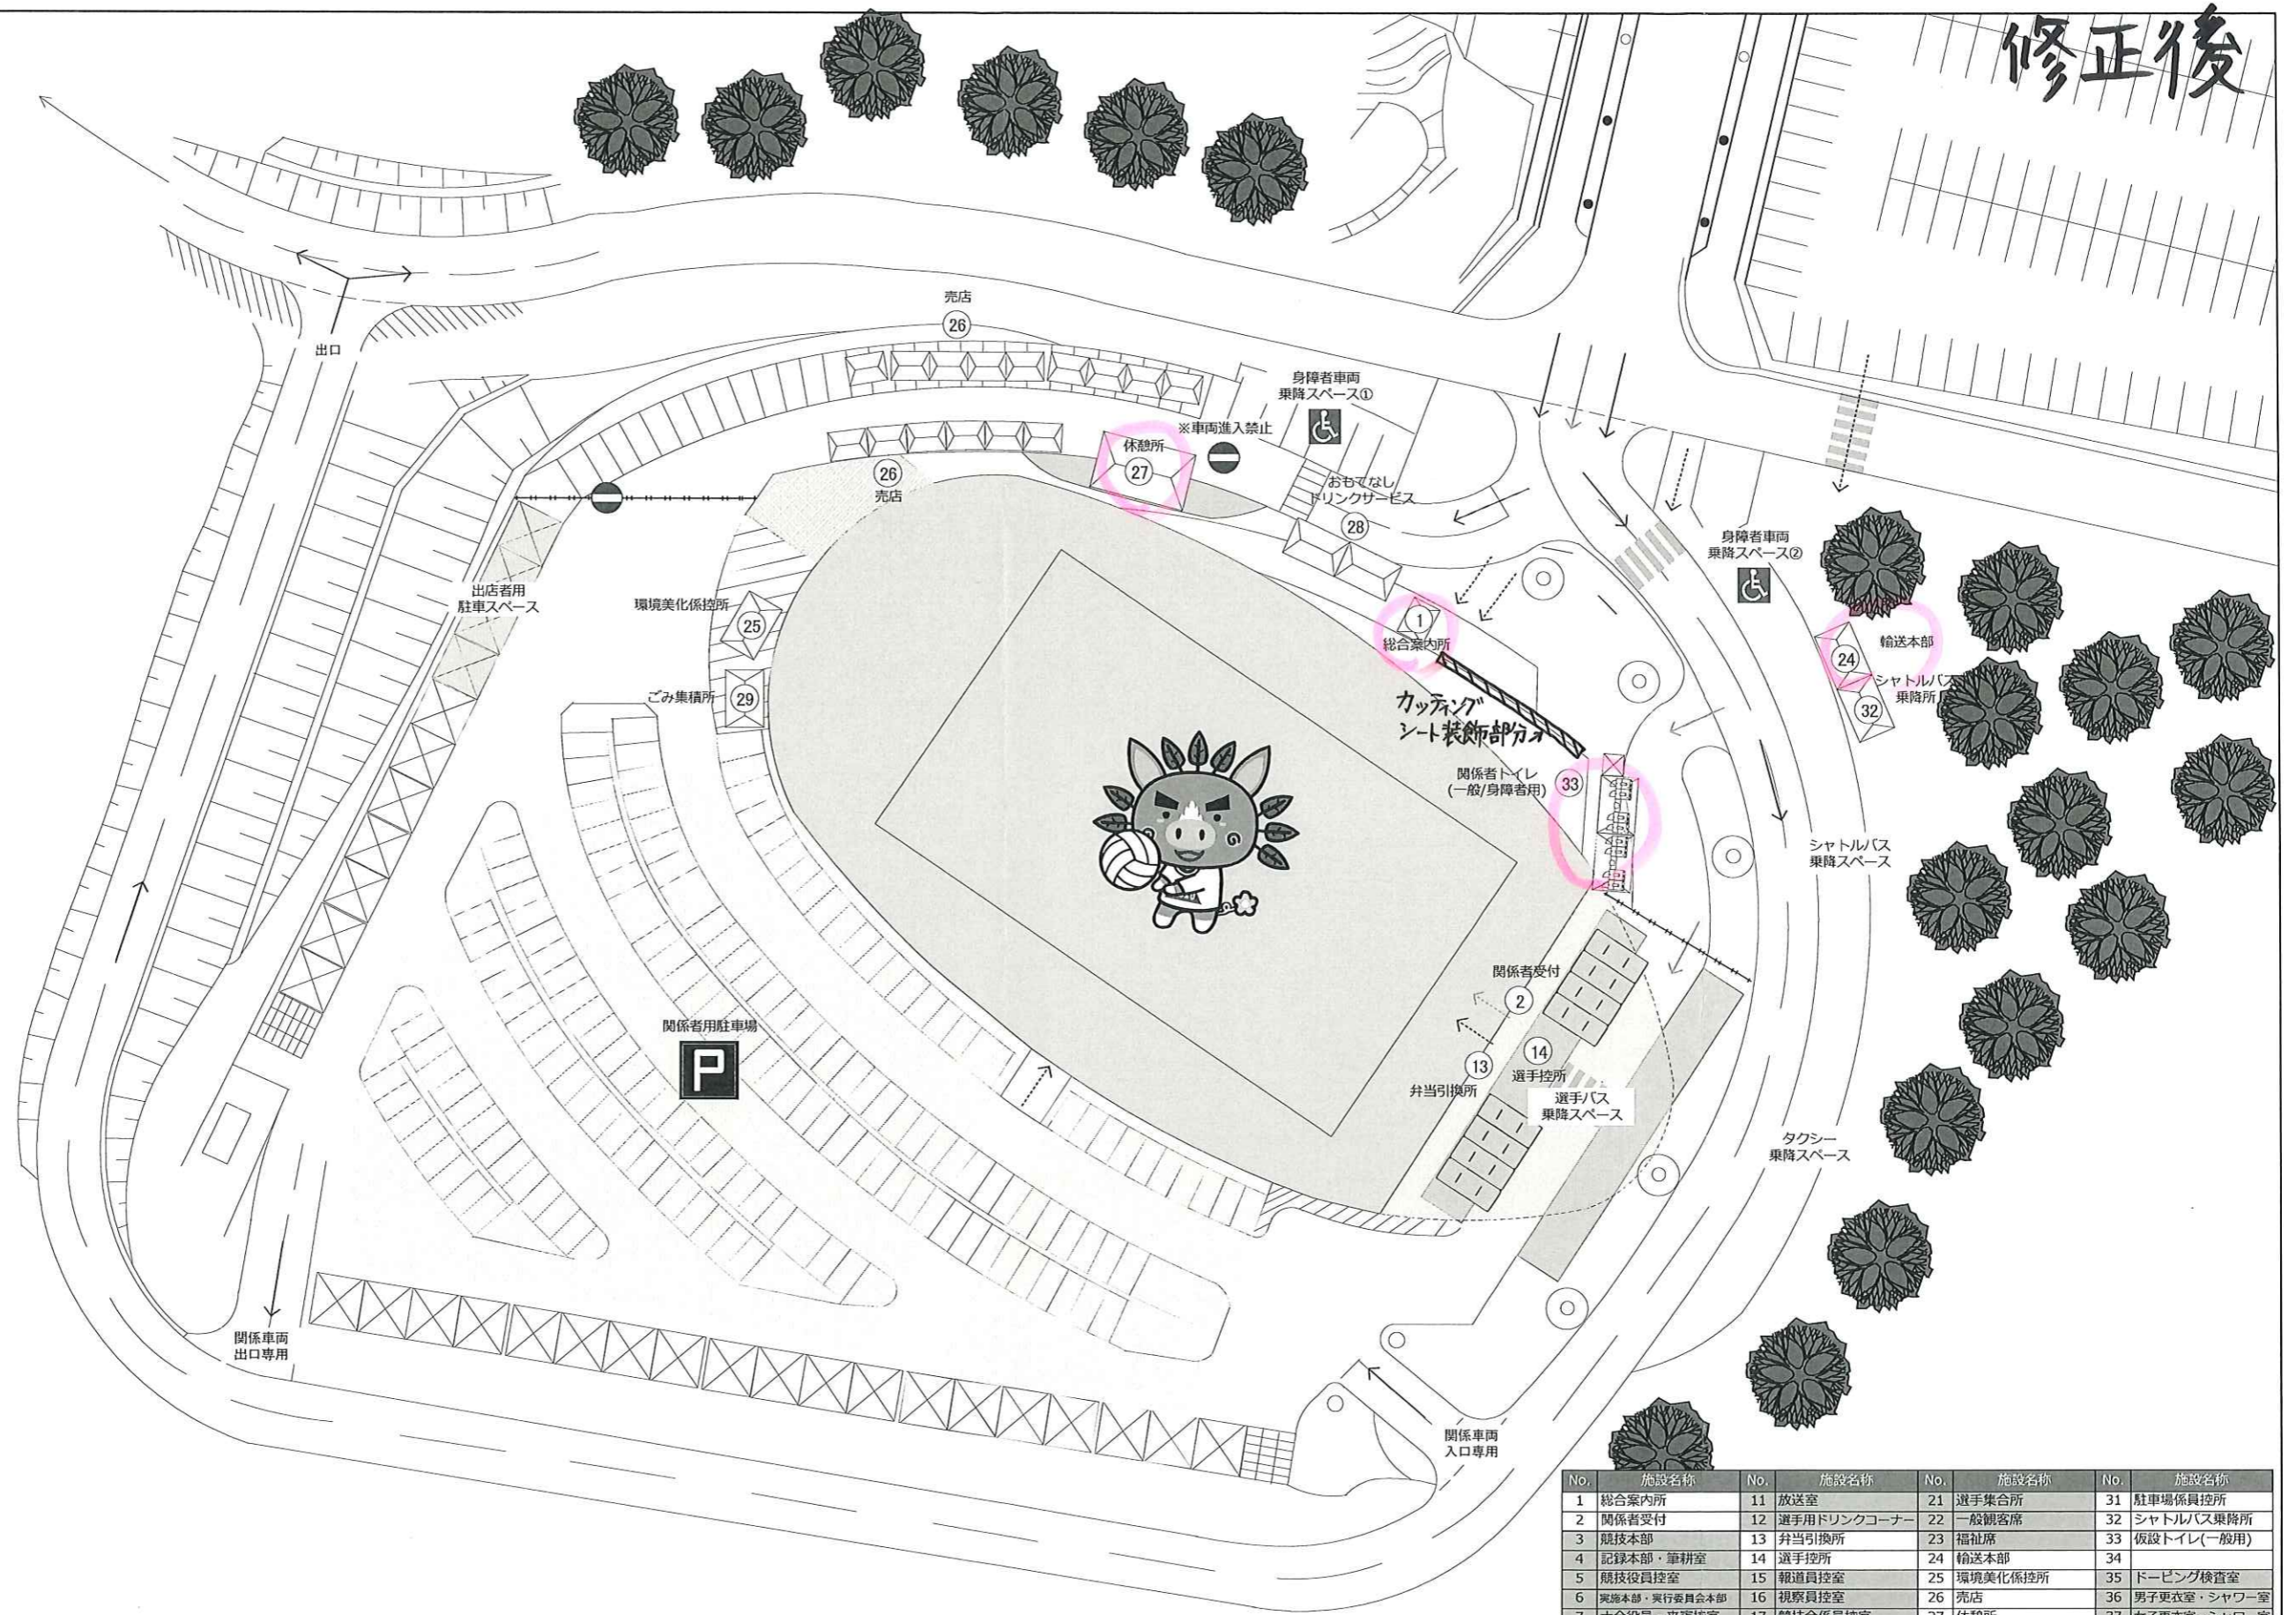 修正後
出口
売店
26
身障者車両
乗降スペース①
※車両進入禁止
休憩所
27
26
売店
おもてなし
ドリンクサービス
28
身障者車両
乗降スペース②
出店者用
駐車スペース
環境美化係控所
25
1
総合案内所
24
輸送本部
シャトルバス
乗降所
32
ごみ集積所
29
カッティング
シート装飾部分
関係者トイレ
(一般/身障者用)
33
シャトルバス
乗降スペース
関係者受付
2
関係者用駐車場
P
14
選手控所
13
弁当引換所
選手バス
乗降スペース
タクシー
乗降スペース
関係車両
出口専用
関係車両
入口専用
No. 施設名称 No. 施設名称 No. 施設名称 No. 施設名称
1 総合案内所 11 放送室 21 選手集合所 31 駐車場係員控所
2 関係者受付 12 選手用ドリンクコーナー 22 一般観客席 32 シャトルバス乗降所
3 競技本部 13 弁当引換所 23 福祉席 33 仮設トイレ(一般用)
4 記録本部・筆耕室 14 選手控所 24 輸送本部 34
5 競技役員控室 15 報道員控室 25 環境美化係控所 35 ドーピング検査室
6 実施本部・実行委員会本部 16 視察員控室 26 売店 36 男子更衣室・シャワー室